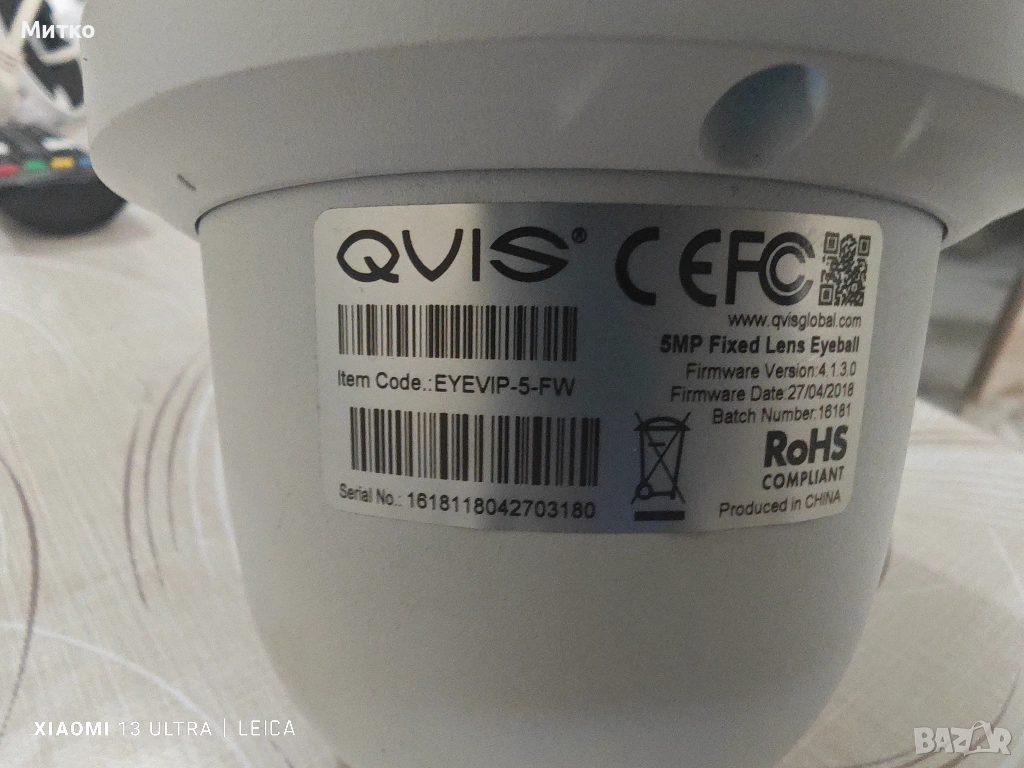 Митко
QVIS®
CE FC
www.qvisglobal.com
5MP Fixed Lens Eyeball
Firmware Version:4.1.3.0
Firmware Date:27/04/2018
Batch Number:16181
Item Code.:EYEVIP-5-FW
RoHS
COMPLIANT
Produced in CHINA
Serial No.: 1618118042703180
XIAOMI 13 ULTRA | LEICA
BAZAR